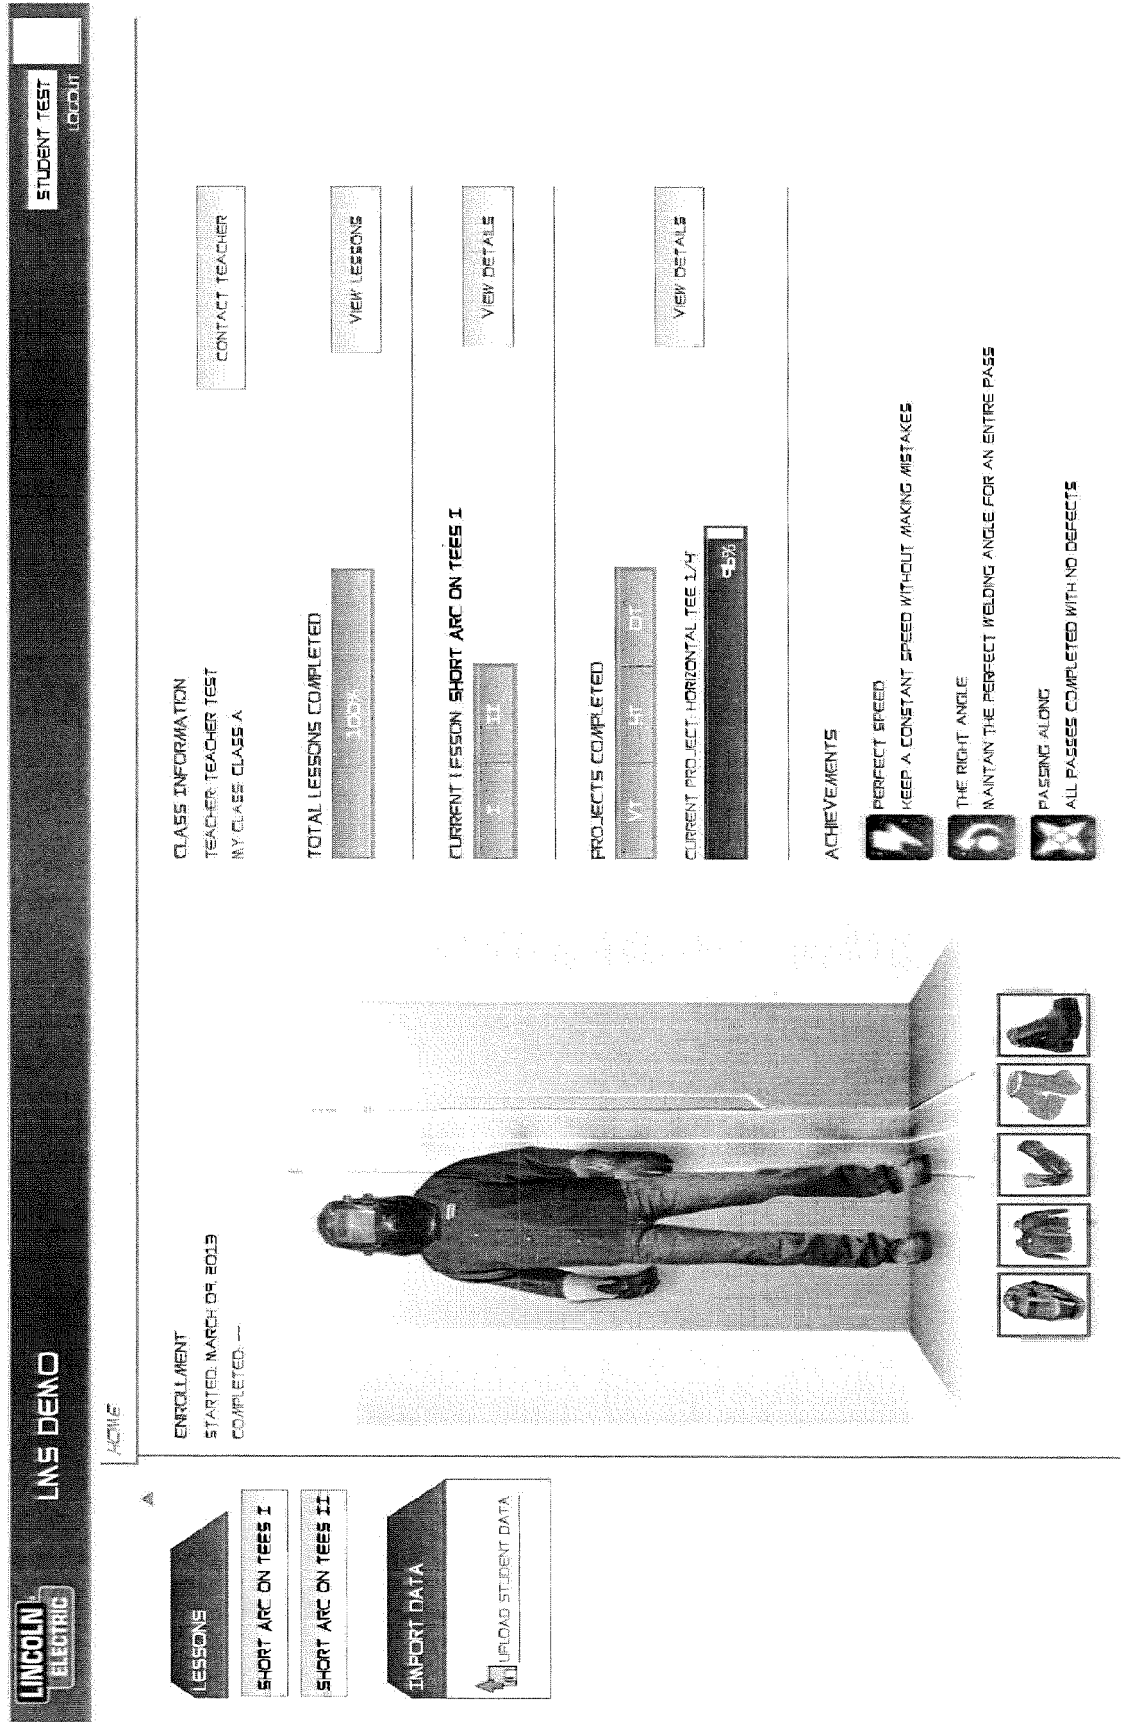 LINCOLN
ELECTRIC
LMS DEMO
STUDENT TEST
LOGOUT
HOME
LESSONS
SHORT ARC ON TEES I
SHORT ARC ON TEES II
IMPORT DATA
UPLOAD STUDENT DATA
ENROLLMENT
STARTED: MARCH 09, 2013
COMPLETED: --
CLASS INFORMATION
TEACHER: TEACHER TEST
MY CLASS: CLASS A
CONTACT TEACHER
TOTAL LESSONS COMPLETED
100%
VIEW LESSONS
CURRENT LESSON: SHORT ARC ON TEES I
I II
VIEW DETAILS
PROJECTS COMPLETED
VT HT
VIEW DETAILS
CURRENT PROJECT: HORIZONTAL TEE 1/4"
95%
ACHIEVEMENTS
PERFECT SPEED
KEEP A CONSTANT SPEED WITHOUT MAKING MISTAKES
THE RIGHT ANGLE
MAINTAIN THE PERFECT WELDING ANGLE FOR AN ENTIRE PASS
PASSING ALONG
ALL PASSES COMPLETED WITH NO DEFECTS